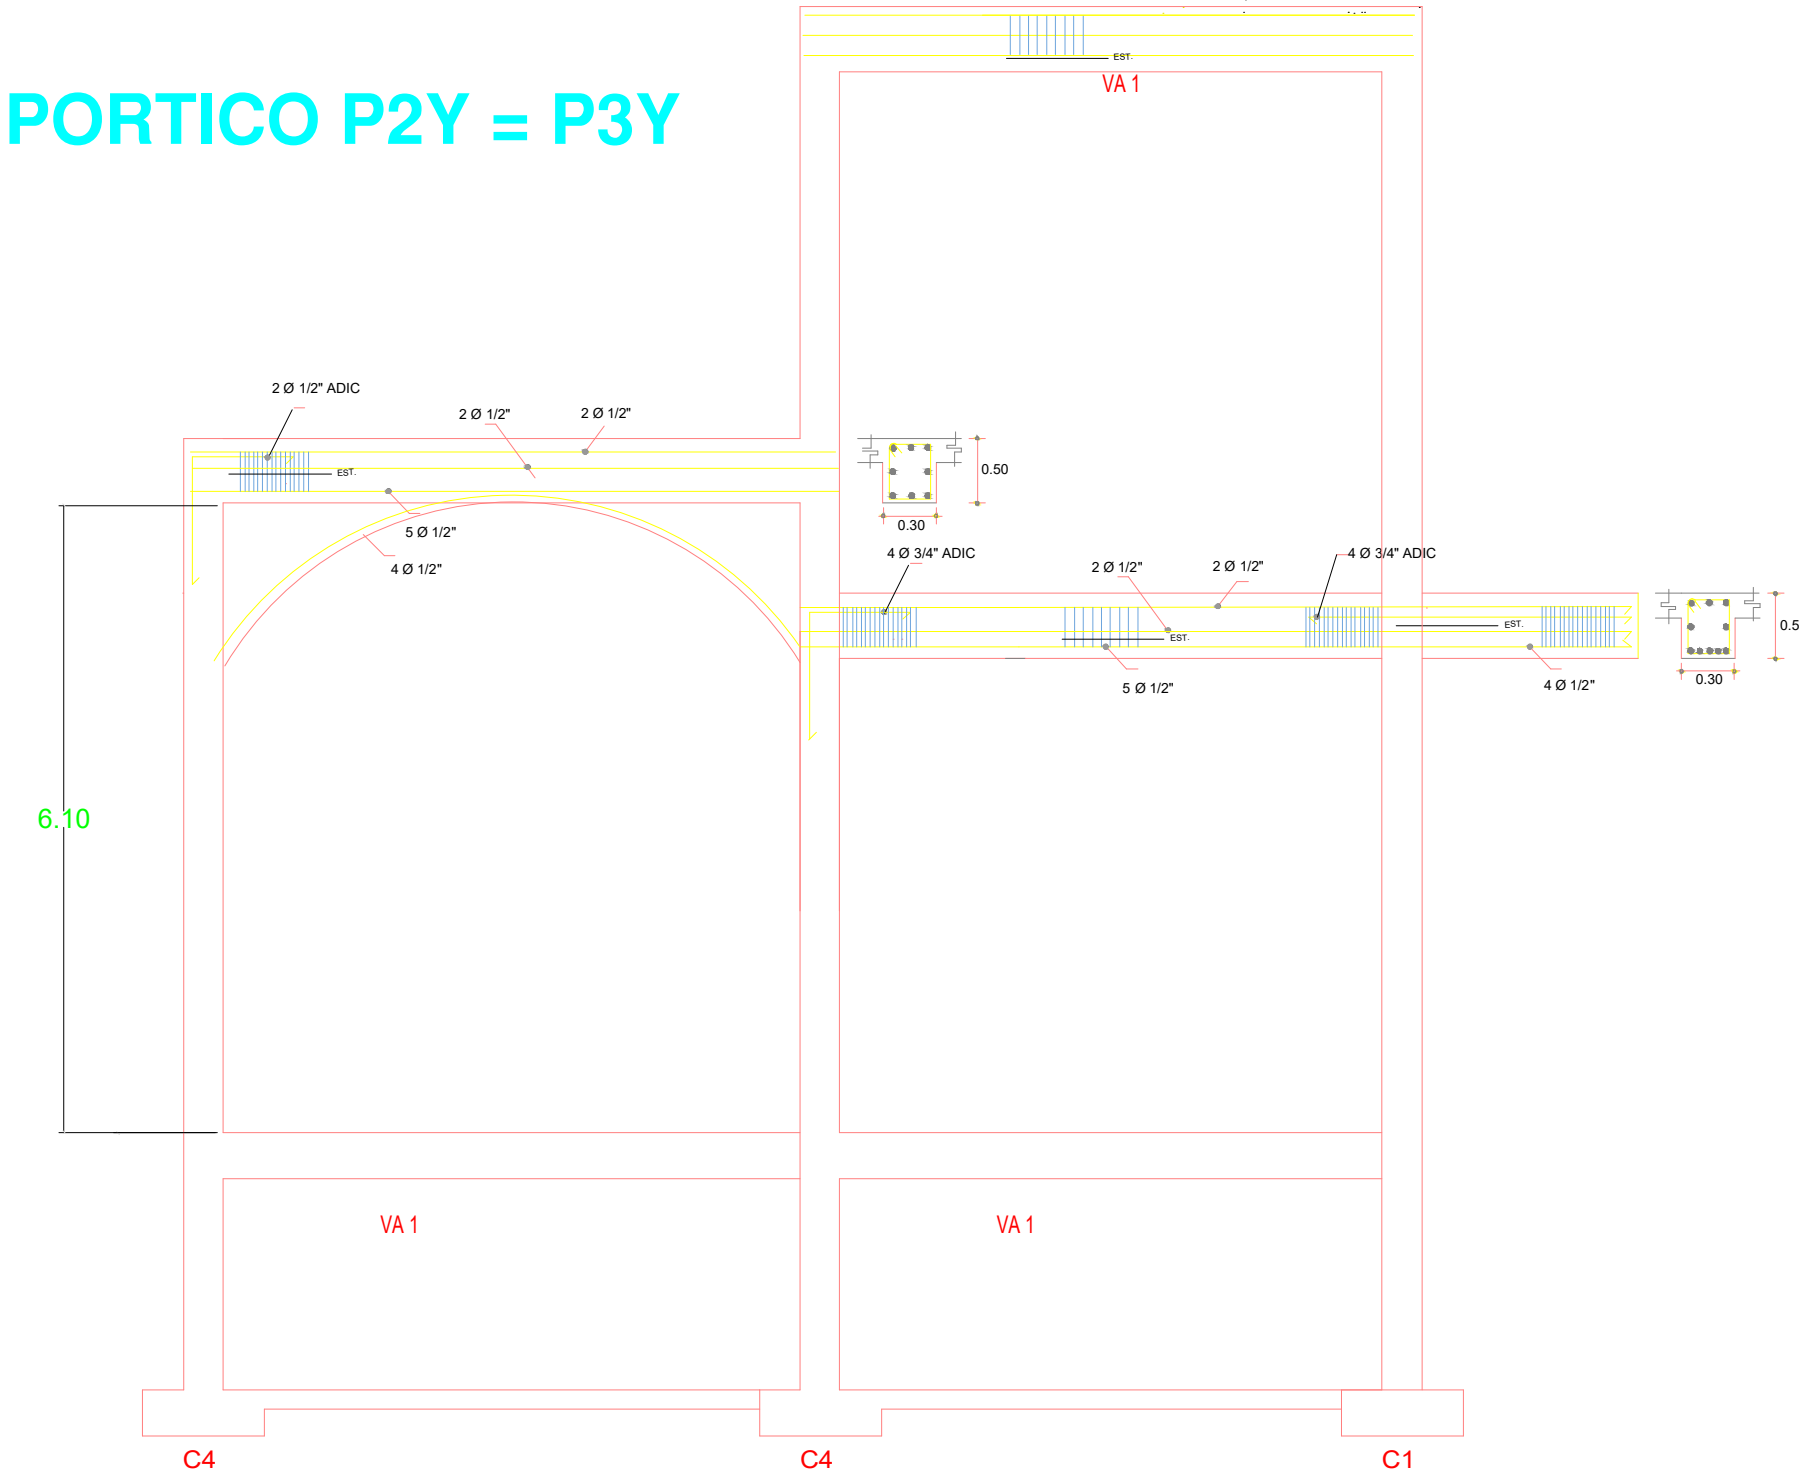 EST.
VA 1
PORTICO P2Y = P3Y
2 Ø 1/2" ADIC
2 Ø 1/2"
2 Ø 1/2"
EST.
0.50
0.30
5 Ø 1/2"
4 Ø 1/2"
4 Ø 3/4" ADIC
2 Ø 1/2"
2 Ø 1/2"
4 Ø 3/4" ADIC
EST.
EST.
0.5
0.30
5 Ø 1/2"
4 Ø 1/2"
6.10
VA 1
VA 1
C4
C4
C1